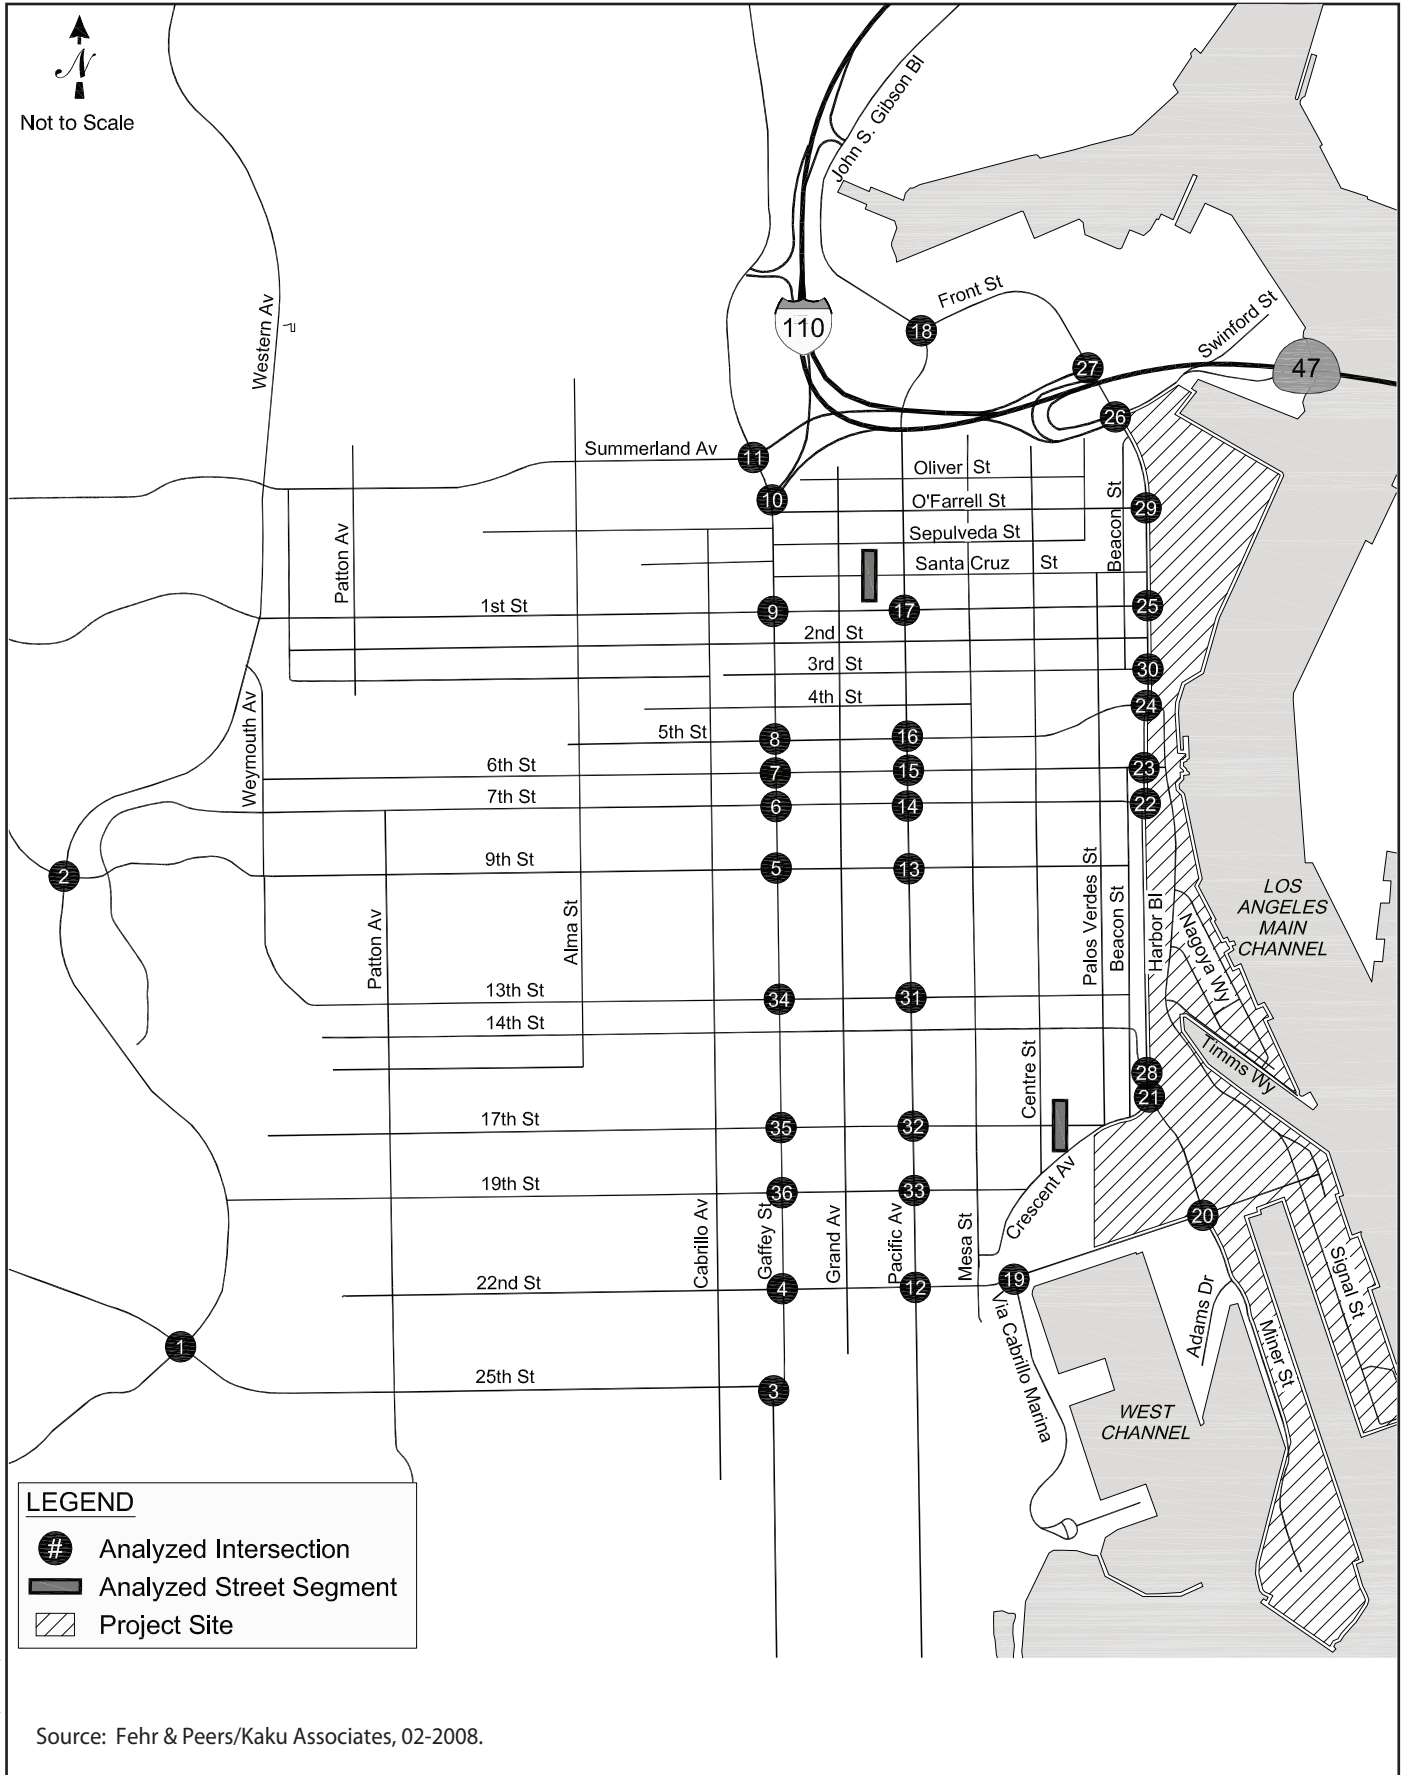 N
Not to Scale
John S. Gibson Bl
Western Av
Front St
Swinford St
110
18
27
47
26
Summerland Av
11
Oliver St
10
O'Farrell St
29
Sepulveda St
Beacon St
Patton Av
Santa Cruz St
1st St
9
17
25
2nd St
3rd St
30
4th St
24
Weymouth Av
5th St
8
16
6th St
7
15
23
7th St
6
14
22
2
9th St
5
13
Palos Verdes St
Beacon St
Harbor Bl
Nagoya Wy
LOS
ANGELES
MAIN
CHANNEL
Patton Av
Alma St
13th St
34
31
14th St
Timms Wy
Centre St
28
21
17th St
35
32
Crescent Av
19th St
36
33
20
Cabrillo Av
Gaffey St
Grand Av
Pacific Av
Mesa St
Signal St
22nd St
4
12
19
Via Cabrillo Marina
Adams Dr
Miner St
1
25th St
3
WEST
CHANNEL
LEGEND
# Analyzed Intersection
Analyzed Street Segment
Project Site
Source: Fehr & Peers/Kaku Associates, 02-2008.